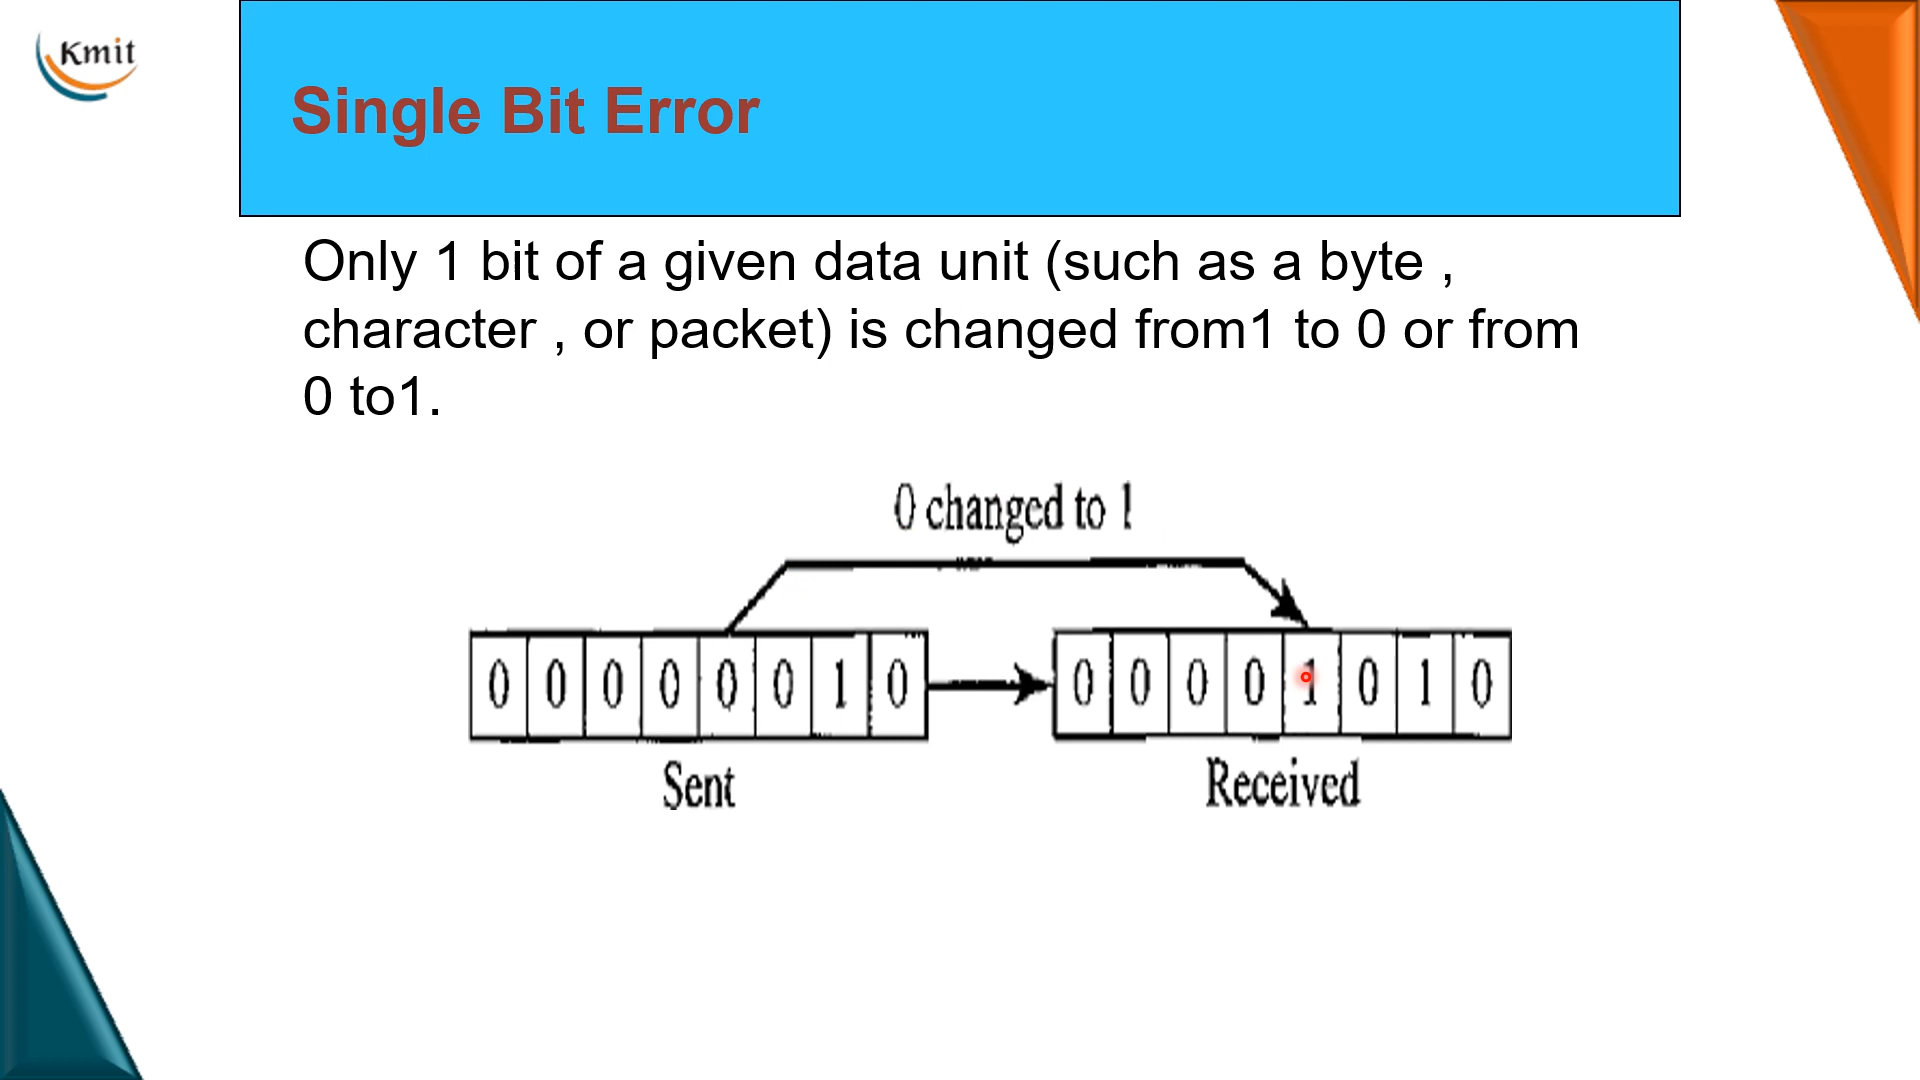 Kmit
Single Bit Error
Only 1 bit of a given data unit (such as a byte ,
character , or packet) is changed from1 to 0 or from
0 to1.
0 changed to 1
0 0 0 0 0 0 1 0 0 0 0 0 1 0 1 0
Sent Received